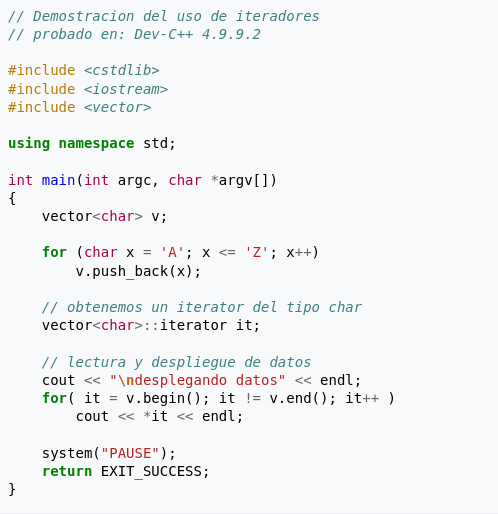 // Demostracion del uso de iteradores
// probado en: Dev-C++ 4.9.9.2
#include <cstdlib>
#include <iostream>
#include <vector>
using namespace std;
int main(int argc, char *argv[])
{
    vector<char> v;
    for (char x = 'A'; x <= 'Z'; x++)
        v.push_back(x);
    // obtenemos un iterator del tipo char
    vector<char>::iterator it;
    // lectura y despliegue de datos
    cout << "\ndesplegando datos" << endl;
    for( it = v.begin(); it != v.end(); it++ )
        cout << *it << endl;
    system("PAUSE");
    return EXIT_SUCCESS;
}